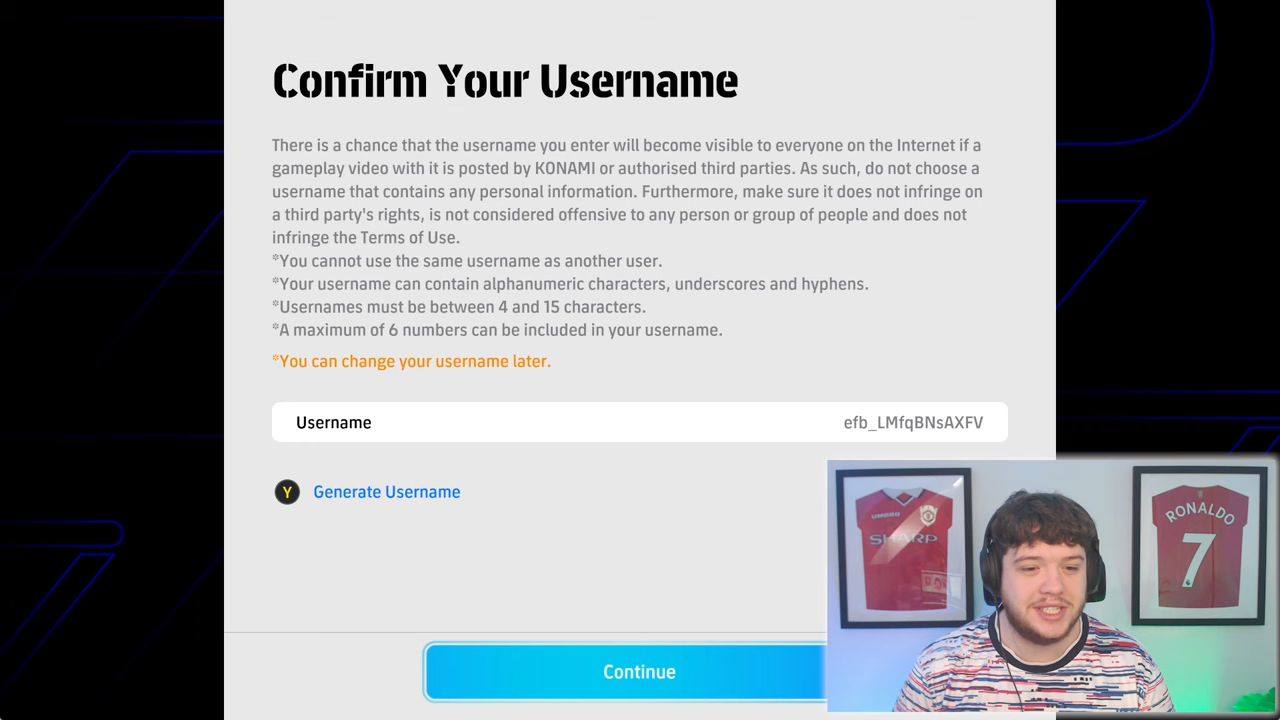 Confirm Your Username
There is a chance that the username you enter will become visible to everyone on the Internet if a
gameplay video with it is posted by KONAMI or authorised third parties. As such, do not choose a
username that contains any personal information. Furthermore, make sure it does not infringe on
a third party's rights, is not considered offensive to any person or group of people and does not
infringe the Terms of Use.
*You cannot use the same username as another user.
*Your username can contain alphanumeric characters, underscores and hyphens.
*Usernames must be between 4 and 15 characters.
*A maximum of 6 numbers can be included in your username.
*You can change your username later.
Username efb_LMfqBNsAXFV
Y Generate Username
UMBRO
SHARP
RONALDO
7
Continue